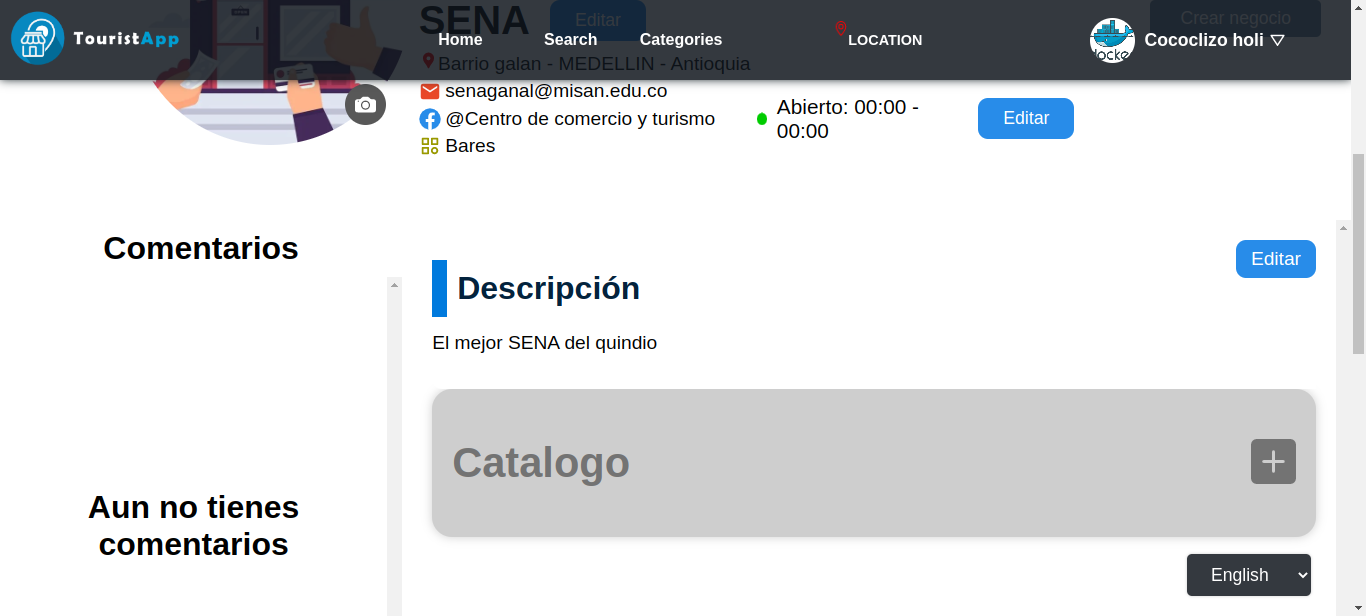 SENA
Editar
Crear negocio
TouristApp
Home
Search
Categories
LOCATION
Cococlizo holi
Barrio galan - MEDELLIN - Antioquia
senaganal@misan.edu.co
@Centro de comercio y turismo
Bares
Abierto: 00:00 -
00:00
Editar
Comentarios
Aun no tienes
comentarios
Editar
Descripción
El mejor SENA del quindio
Catalogo
English